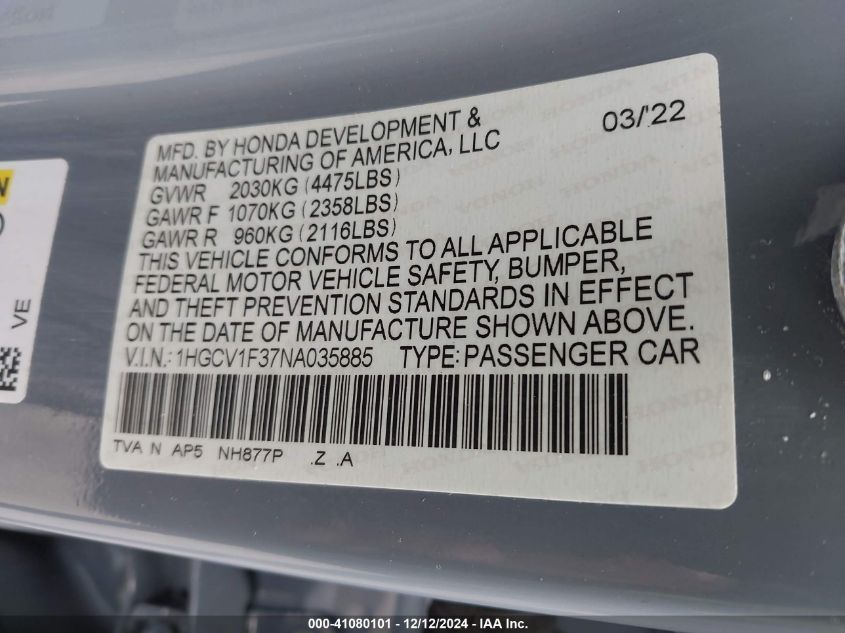 MFD. BY HONDA DEVELOPMENT & 03/'22
MANUFACTURING OF AMERICA, LLC
GVWR 2030KG (4475LBS)
GAWR F 1070KG (2358LBS)
GAWR R 960KG (2116LBS)
THIS VEHICLE CONFORMS TO ALL APPLICABLE
FEDERAL MOTOR VEHICLE SAFETY, BUMPER,
AND THEFT PREVENTION STANDARDS IN EFFECT
ON THE DATE OF MANUFACTURE SHOWN ABOVE.
V.I.N.: 1HGCV1F37NA035885 TYPE: PASSENGER CAR
TVA N AP5 NH877P .Z .A
VE
000-41080101 - 12/12/2024 - IAA Inc.